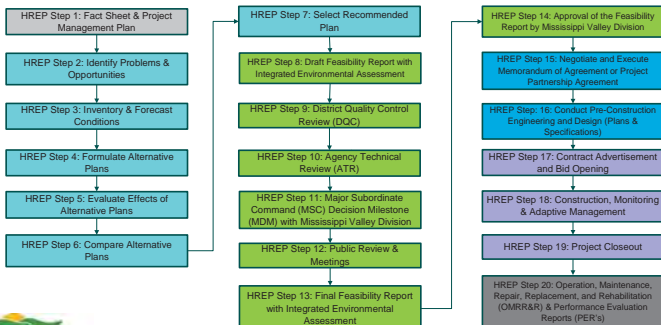 HREP Step 1: Fact Sheet & Project
Management Plan
HREP Step 2: Identify Problems &
Opportunities
HREP Step 3: Inventory & Forecast
Conditions
HREP Step 4: Formulate Alternative
Plans
HREP Step 5: Evaluate Effects of
Alternative Plans
HREP Step 6: Compare Alternative
Plans
HREP Step 7: Select Recommended
Plan
HREP Step 8: Draft Feasibility Report with
Integrated Environmental Assessment
HREP Step 9: District Quality Control
Review (DQC)
HREP Step 10: Agency Technical
Review (ATR)
HREP Step 11: Major Subordinate
Command (MSC) Decision Milestone
(MDM) with Mississippi Valley Division
HREP Step 12: Public Review &
Meetings
HREP Step 13: Final Feasibility Report
with Integrated Environmental
Assessment
HREP Step 14: Approval of the Feasibility
Report by Mississippi Valley Division
HREP Step 15: Negotiate and Execute
Memorandum of Agreement or Project
Partnership Agreement
HREP Step: 16: Conduct Pre-Construction
Engineering and Design (Plans &
Specifications)
HREP Step 17: Contract Advertisement
and Bid Opening
HREP Step 18: Construction, Monitoring
& Adaptive Management
HREP Step 19: Project Closeout
HREP Step 20: Operation, Maintenance,
Repair, Replacement, and Rehabilitation
(OMRR&R) & Performance Evaluation
Reports (PER's)